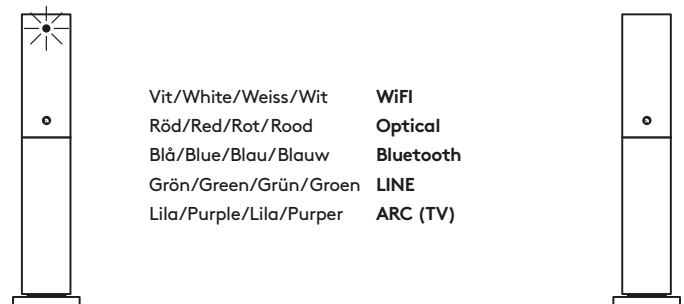 Vit/White/Weiss/Wit WiFI
Röd/Red/Rot/Rood Optical
Blå/Blue/Blau/Blauw Bluetooth
Grön/Green/Grün/Groen LINE
Lila/Purple/Lila/Purper ARC (TV)